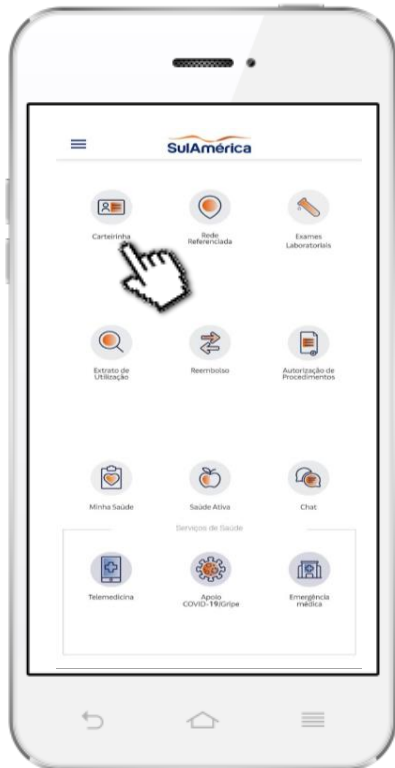 SulAmérica
Carteirinha
Rede
Referenciada
Exames
Laboratoriais
Extrato de
Utilização
Reembolso
Autorização de
Procedimentos
Minha Saúde
Saúde Ativa
Chat
Serviços de Saúde
Telemedicina
Apoio
COVID-19/Gripe
Emergência
médica